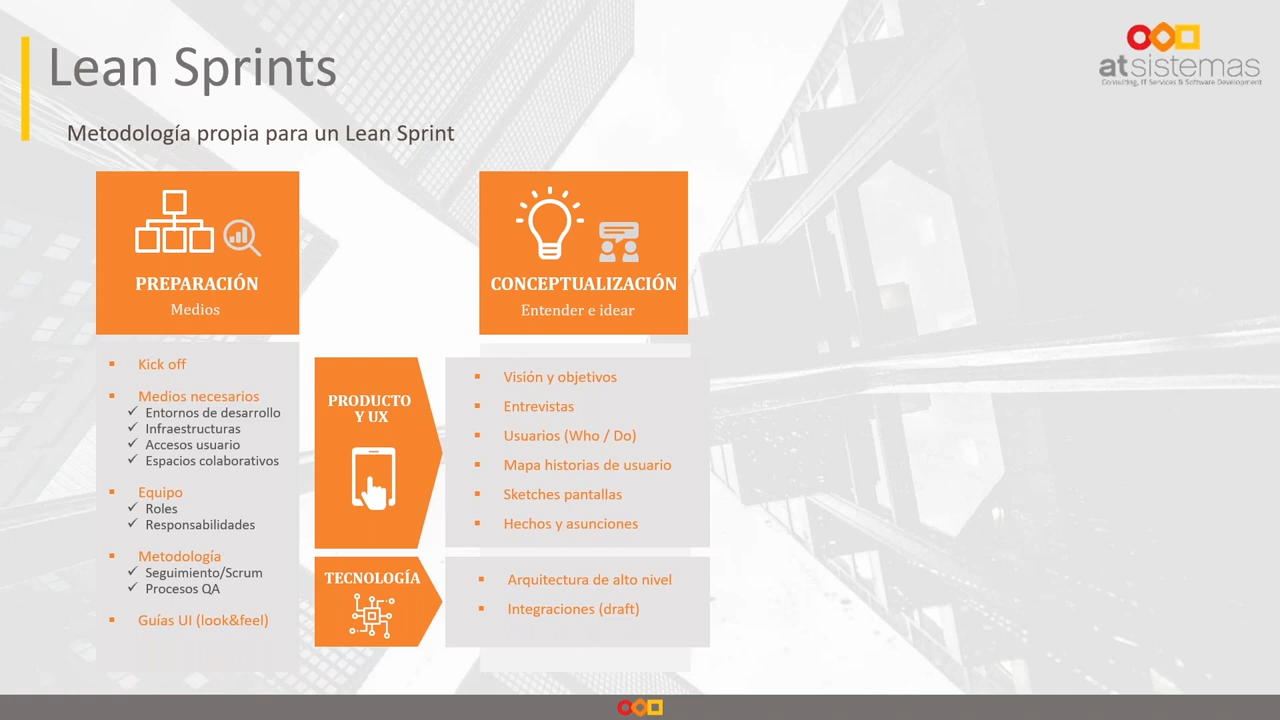 Lean Sprints
Metodología propia para un Lean Sprint
atsistemas
Consulting, IT Services & Software Development
PREPARACIÓN
Medios
Kick off
Medios necesarios
Entornos de desarrollo
Infraestructuras
Accesos usuario
Espacios colaborativos
Equipo
Roles
Responsabilidades
Metodología
Seguimiento/Scrum
Procesos QA
Guías UI (look&feel)
CONCEPTUALIZACIÓN
Entender e idear
PRODUCTO
Y UX
Visión y objetivos
Entrevistas
Usuarios (Who / Do)
Mapa historias de usuario
Sketches pantallas
Hechos y asunciones
TECNOLOGÍA
Arquitectura de alto nivel
Integraciones (draft)